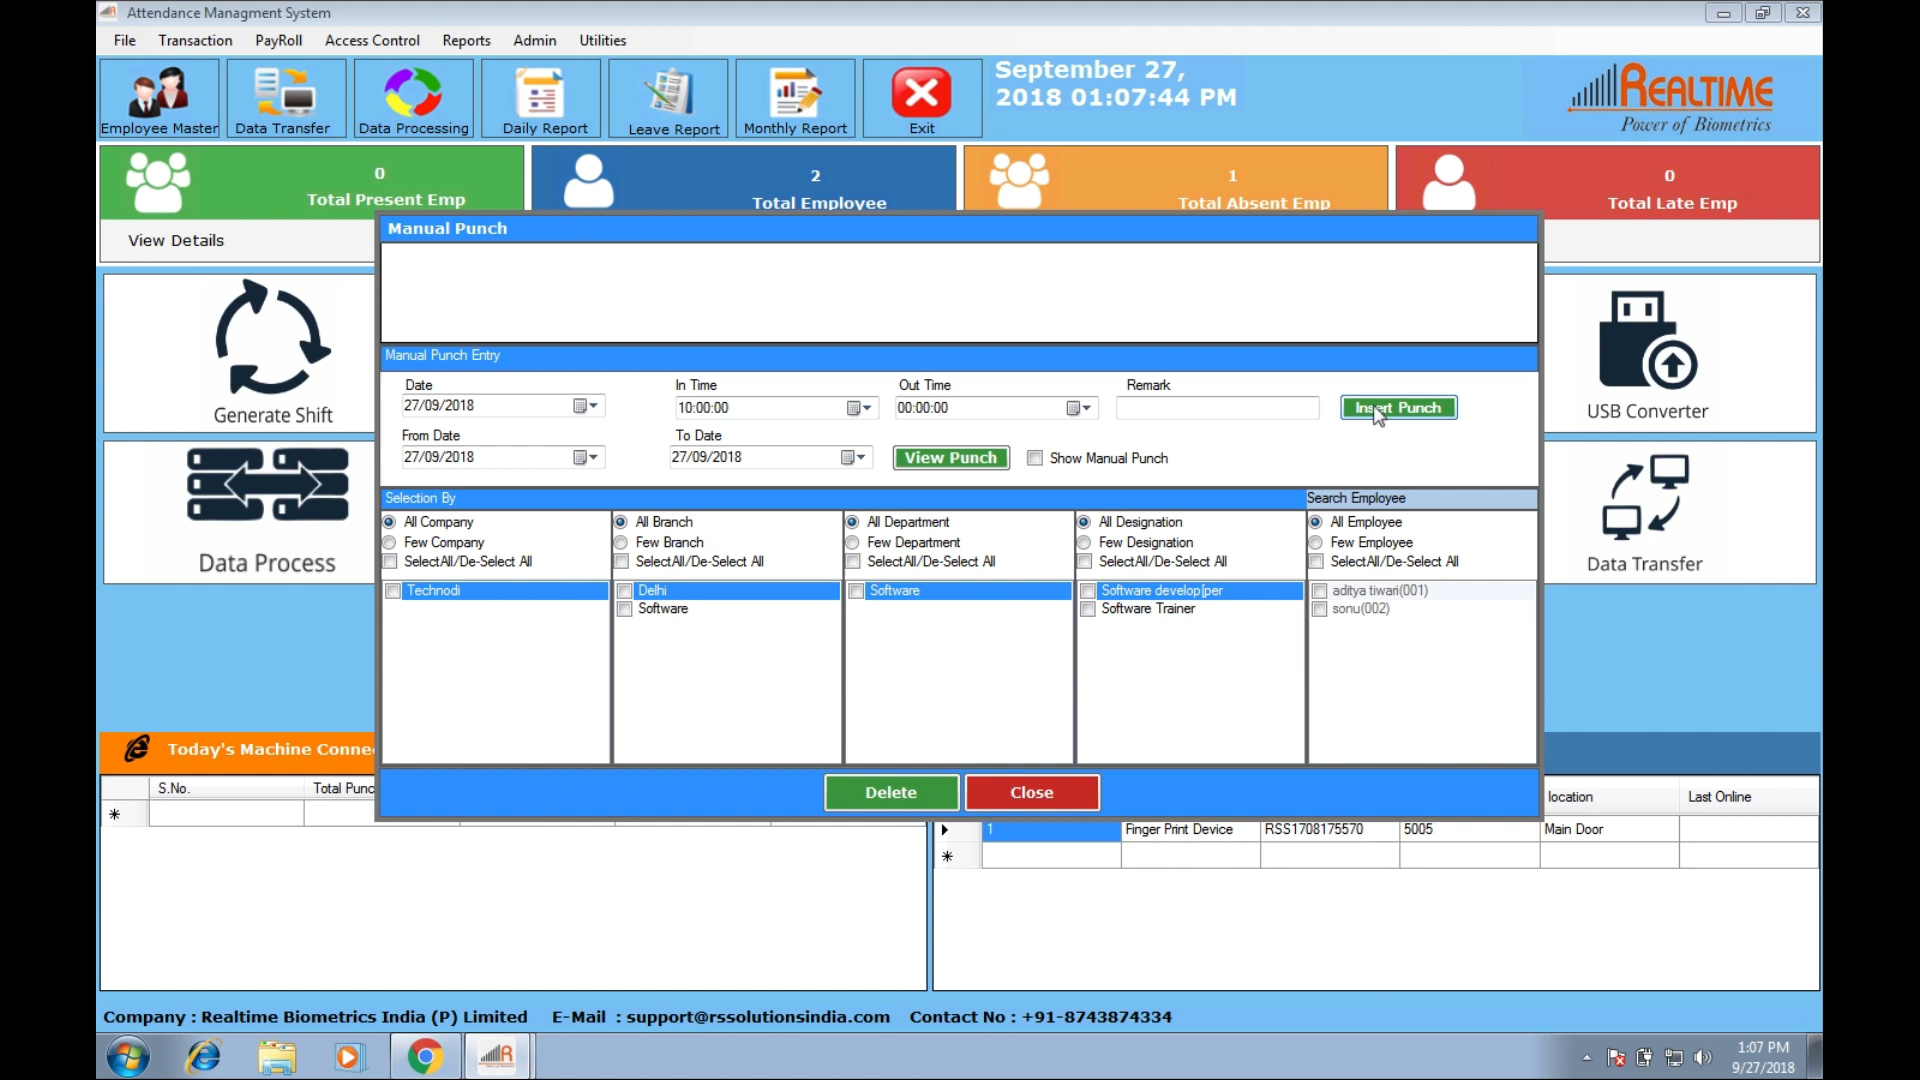 Attendance Managment System
File Transaction PayRoll Access Control Reports Admin Utilities
Employee Master Data Transfer Data Processing Daily Report Leave Report Monthly Report Exit
September 27,
2018 01:07:44 PM
REALTIME
Power of Biometrics
0
Total Present Emp
2
Total Employee
1
Total Absent Emp
0
Total Late Emp
View Details
Manual Punch
Generate Shift
USB Converter
Data Process
Data Transfer
Manual Punch Entry
Date In Time Out Time Remark
27/09/2018 10:00:00 00:00:00 Insert Punch
From Date To Date
27/09/2018 27/09/2018 View Punch Show Manual Punch
Selection By Search Employee
All Company All Branch All Department All Designation All Employee
Few Company Few Branch Few Department Few Designation Few Employee
SelectAll/De-Select All SelectAll/De-Select All SelectAll/De-Select All SelectAll/De-Select All SelectAll/De-Select All
Technodi Delhi Software Software develop[per aditya tiwari(001)
Software Software Trainer sonu(002)
Delete Close
Today's Machine Conne
S.No. Total Punc
location Last Online
1 Finger Print Device RSS1708175570 5005 Main Door
Company : Realtime Biometrics India (P) Limited E-Mail : support@rssolutionsindia.com Contact No : +91-8743874334
1:07 PM
9/27/2018